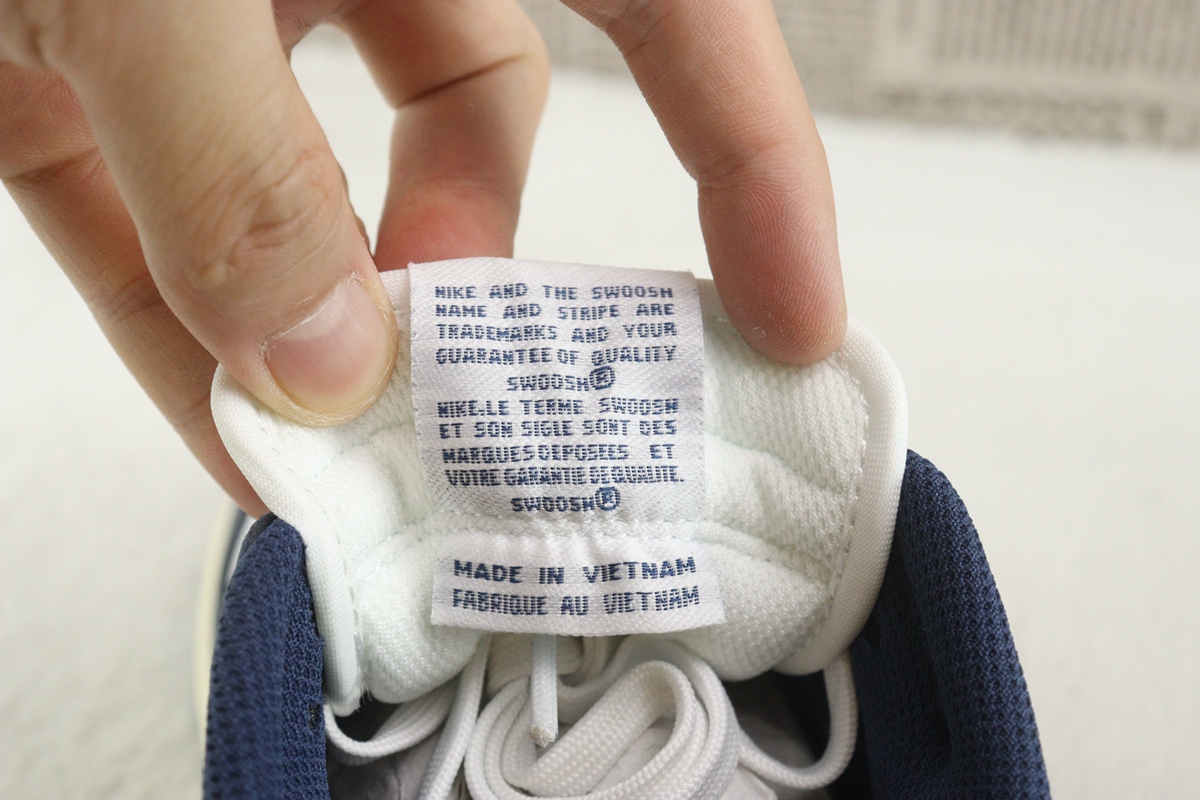 NIKE AND THE SWOOSH
NAME AND STRIPE ARE
TRADEMARKS AND YOUR
GUARANTEE OF QUALITY
SWOOSH®
NIKE-LE TERME SWOOSH
ET SON SIGLE SONT DES
MARQUES DEPOSEES ET
VOTRE GARANTIE DE QUALITE.
SWOOSH®
MADE IN VIETNAM
FABRIQUE AU VIETNAM